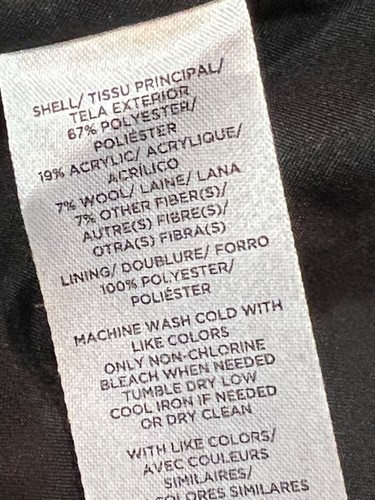 SHELL/ TISSU PRINCIPAL/
TELA EXTERIOR
67% POLYESTER/
POLIÉSTER
19% ACRYLIC/ ACRYLIQUE/
ACRÍLICO
7% WOOL/ LAINE/ LANA
7% OTHER FIBER(S)/
AUTRE(S) FIBRE(S)/
OTRA(S) FIBRA(S)
LINING/ DOUBLURE/ FORRO
100% POLYESTER/
POLIÉSTER
MACHINE WASH COLD WITH
LIKE COLORS
ONLY NON-CHLORINE
BLEACH WHEN NEEDED
TUMBLE DRY LOW
COOL IRON IF NEEDED
OR DRY CLEAN
WITH LIKE COLORS/
AVEC COULEURS
SIMILAIRES/
COLORES SIMILARES